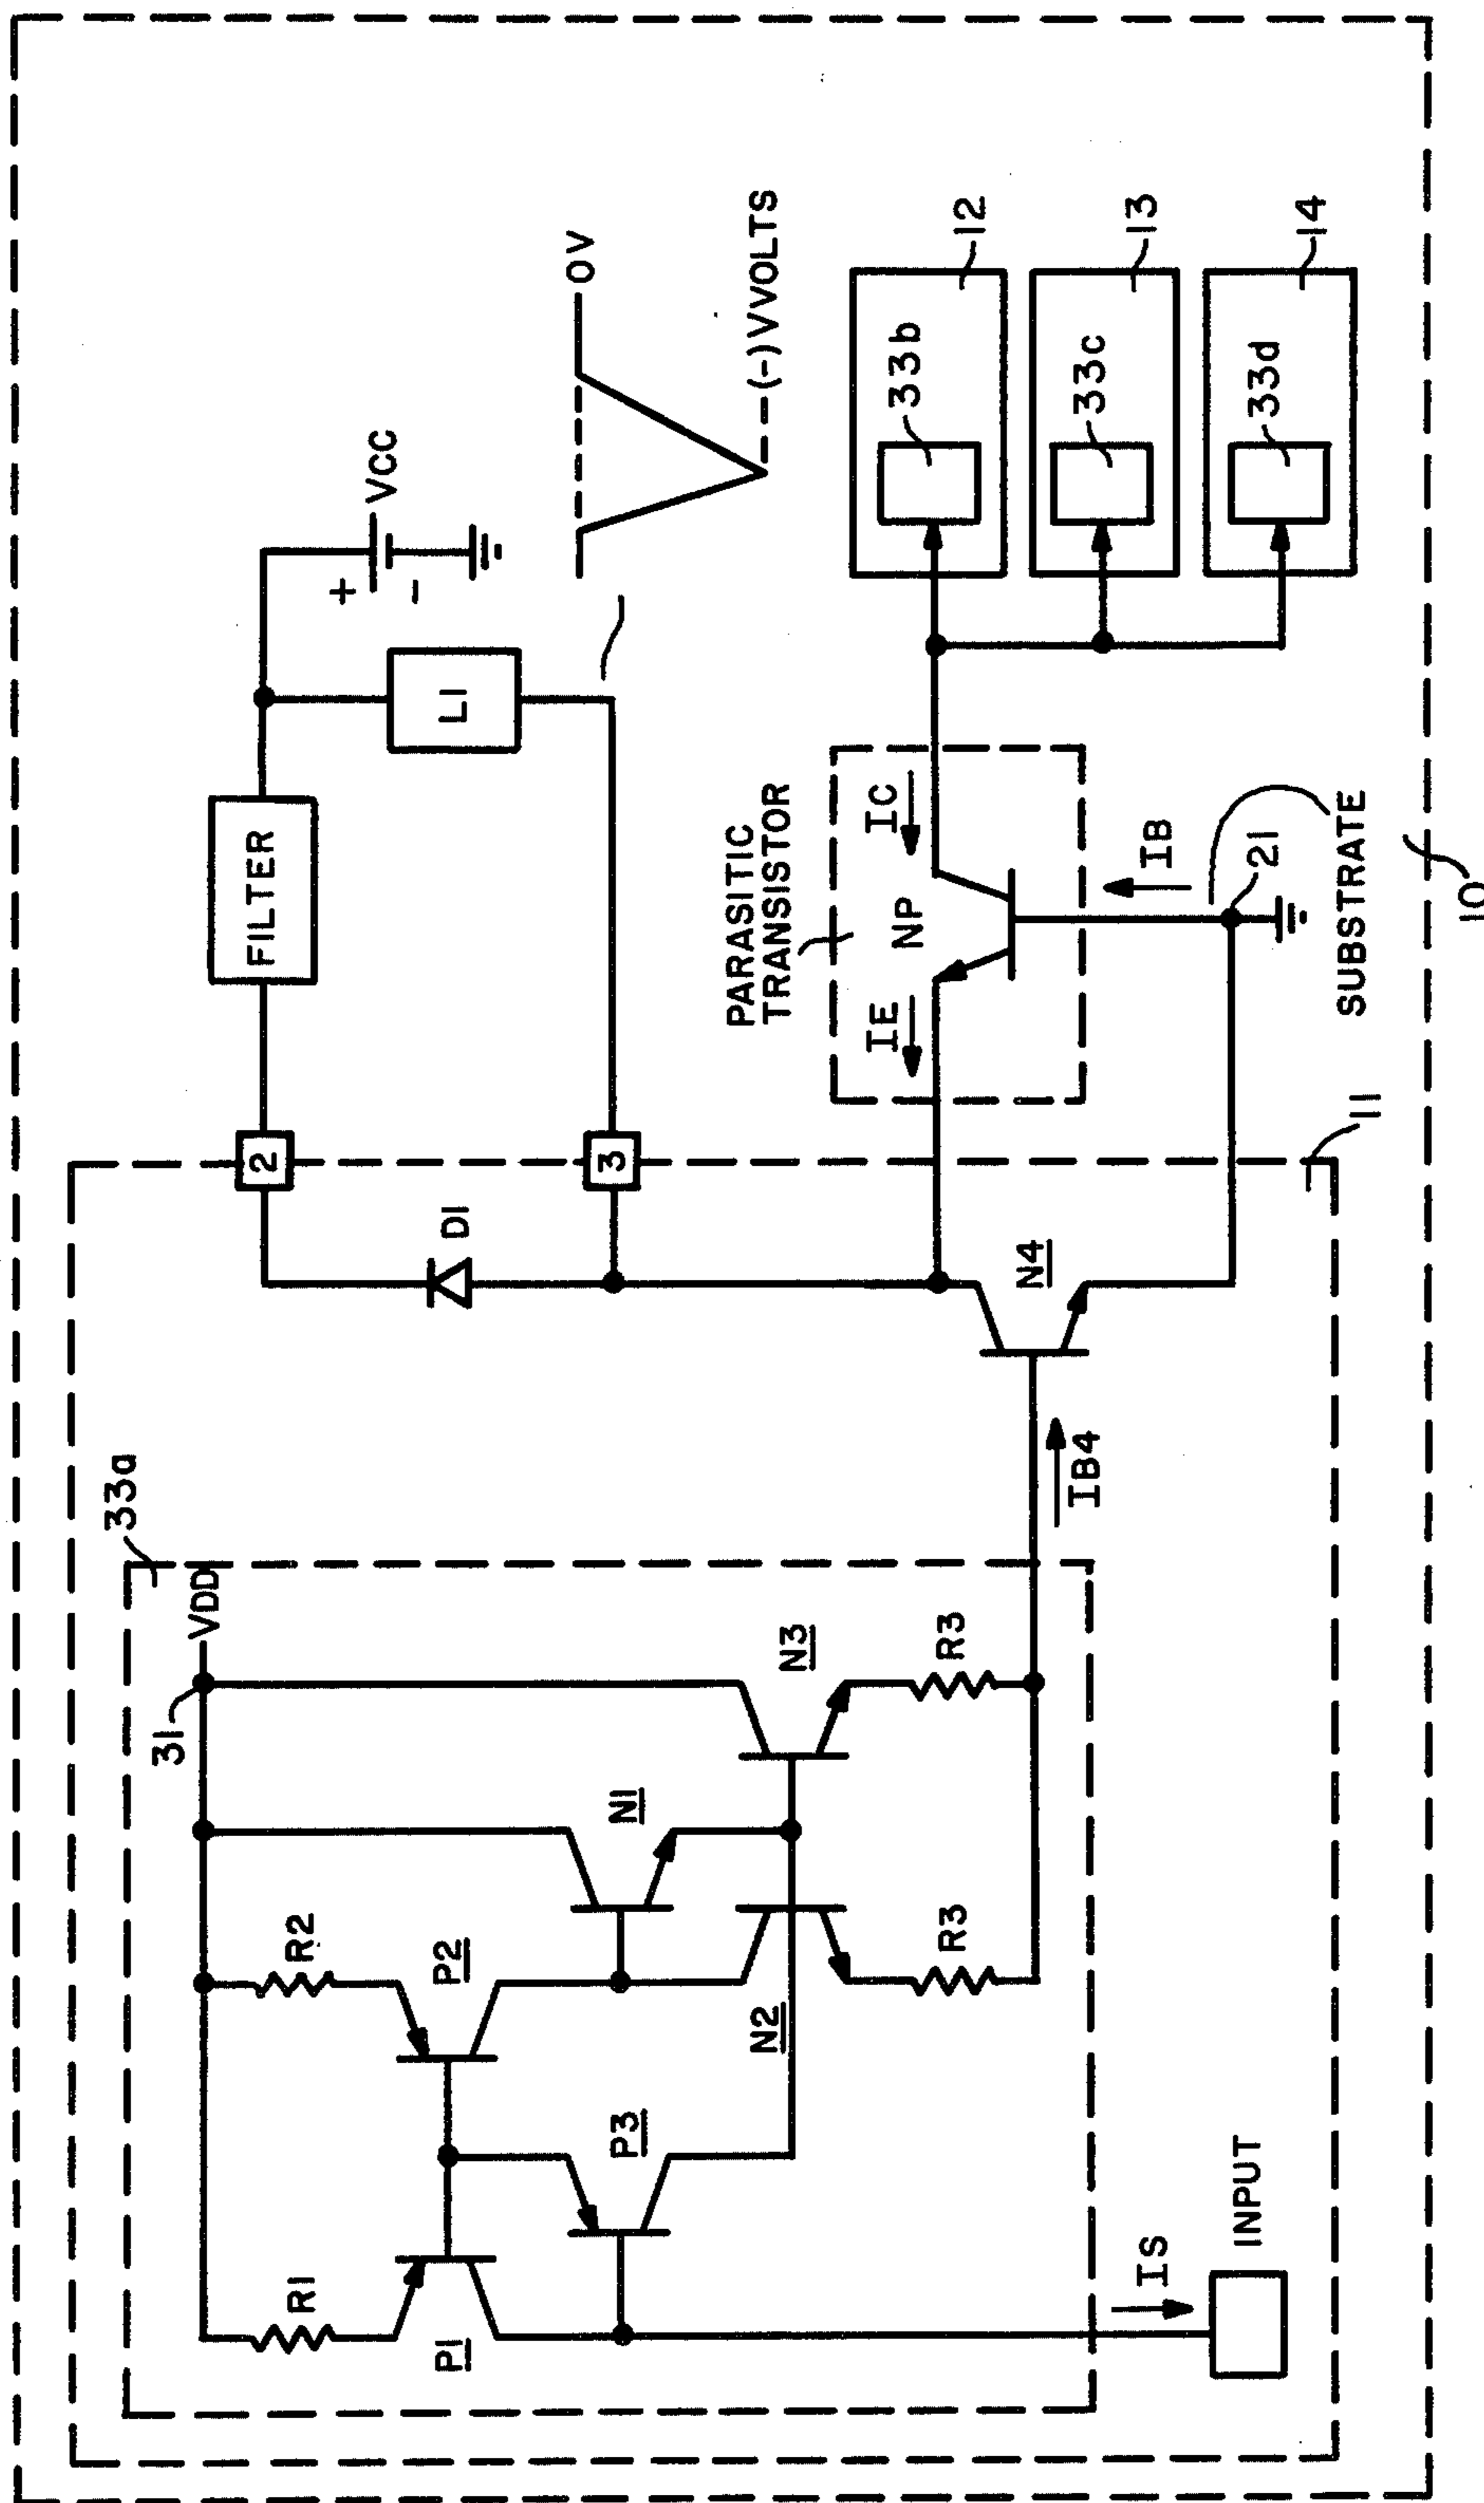 33a
31
VDD
R1
R2
P1
P2
P3
N1
N2
N3
R3
R3
IS
INPUT
IB4
N4
D1
2
3
11
FILTER
L1
VCC
+
-
0V
(-)VVOLTS
PARASITIC
TRANSISTOR
IE
NP
IC
IB
21
SUBSTRATE
10
33b
12
33c
13
33d
14